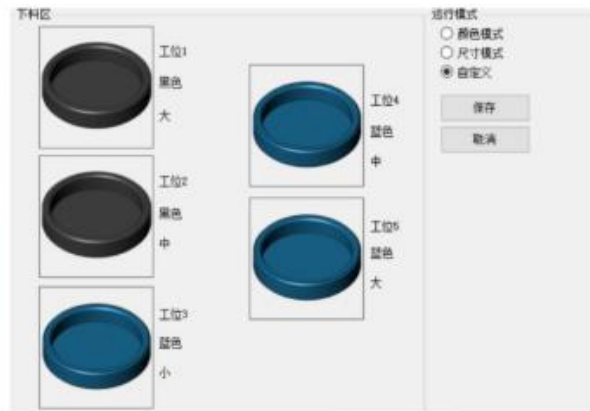 下料区
工位1
黑色
大
工位2
黑色
中
工位3
蓝色
小
工位4
蓝色
中
工位5
蓝色
大
运行模式
颜色模式
尺寸模式
自定义
保存
取消